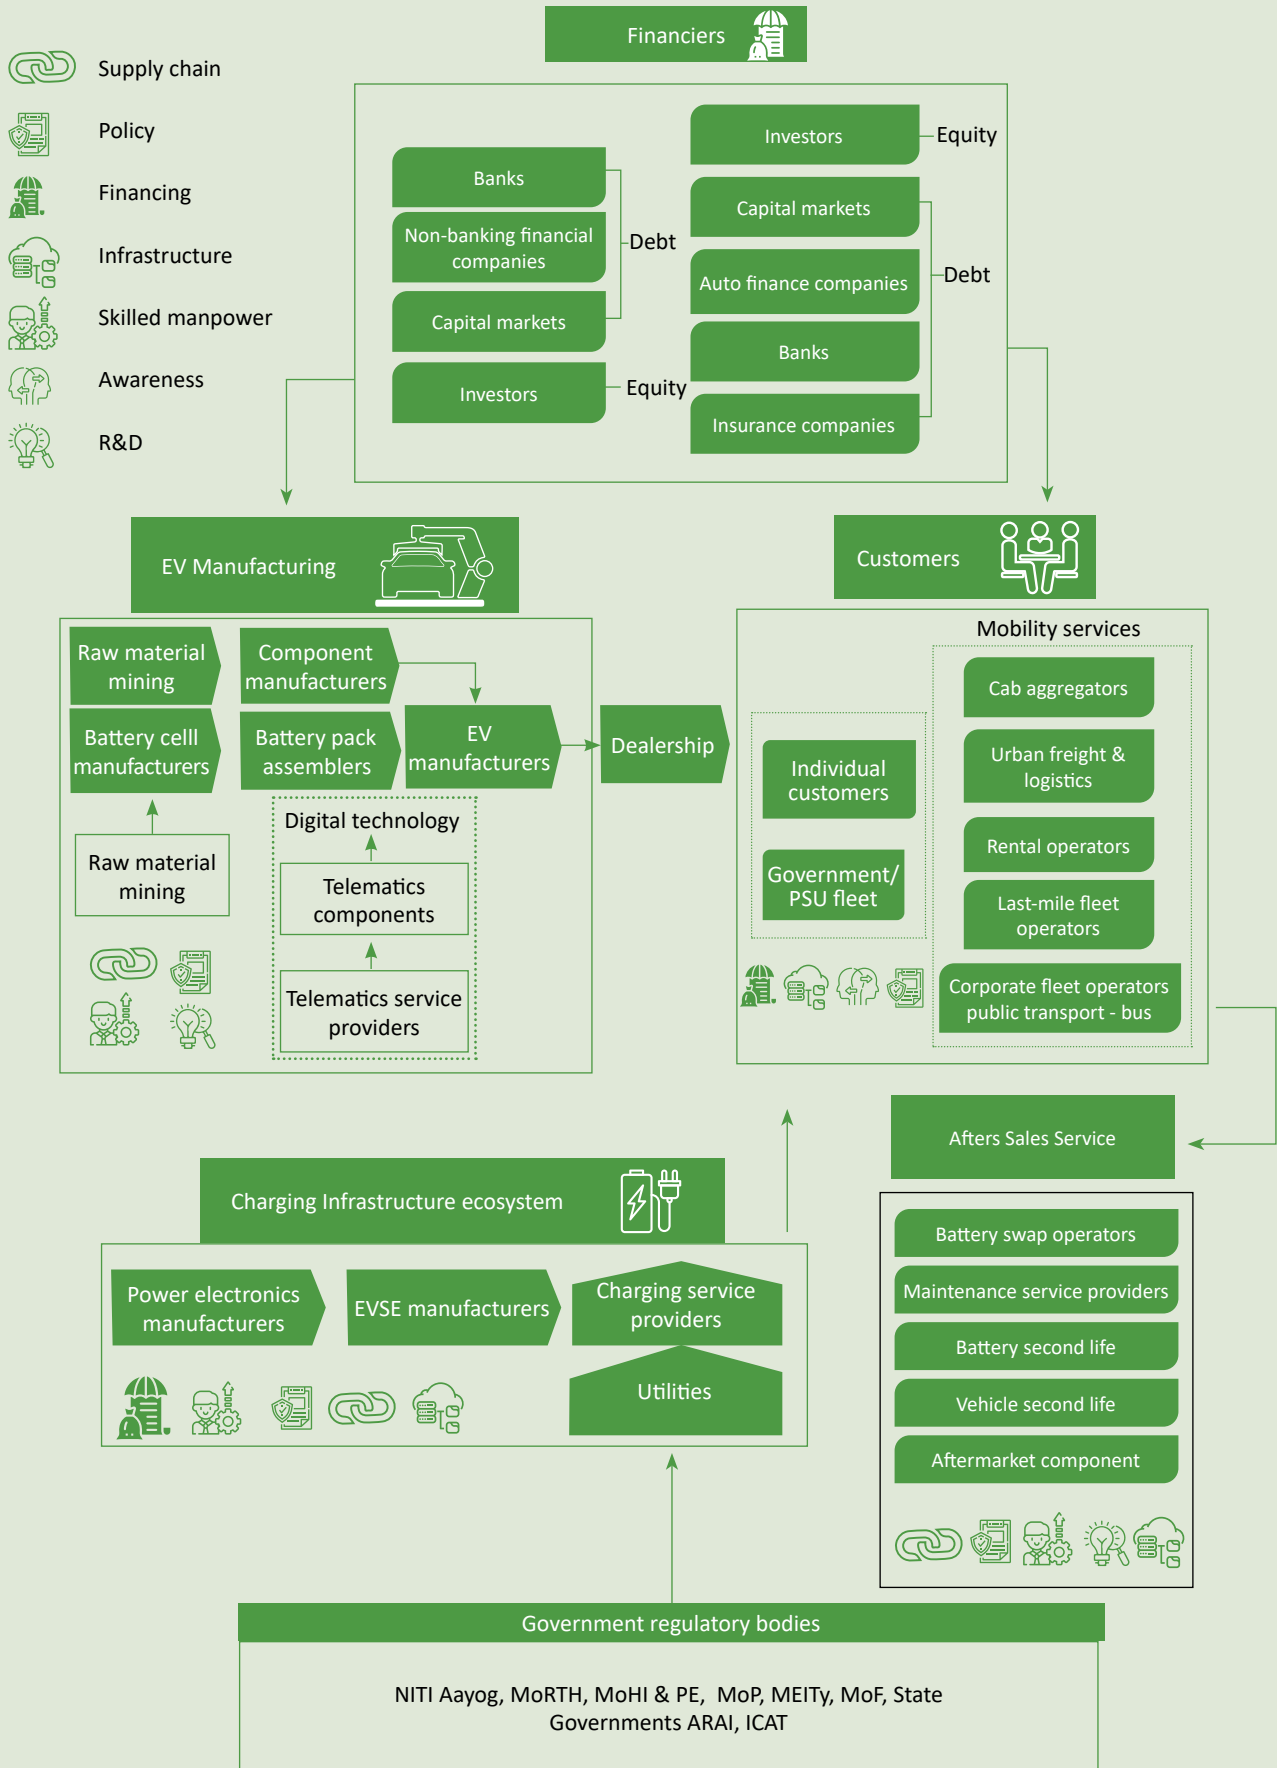 Financiers
Supply chain
Policy
Financing
Infrastructure
Skilled manpower
Awareness
R&D
Banks
Non-banking financial
companies
Capital markets
Debt
Investors
Equity
Investors
Equity
Capital markets
Auto finance companies
Banks
Insurance companies
Debt
EV Manufacturing
Raw material
mining
Component
manufacturers
Battery celll
manufacturers
Battery pack
assemblers
EV
manufacturers
Raw material
mining
Digital technology
Telematics
components
Telematics service
providers
Dealership
Customers
Mobility services
Individual
customers
Government/
PSU fleet
Cab aggregators
Urban freight &
logistics
Rental operators
Last-mile fleet
operators
Corporate fleet operators
public transport - bus
Afters Sales Service
Battery swap operators
Maintenance service providers
Battery second life
Vehicle second life
Aftermarket component
Charging Infrastructure ecosystem
Power electronics
manufacturers
EVSE manufacturers
Charging service
providers
Utilities
Government regulatory bodies
NITI Aayog, MoRTH, MoHI & PE, MoP, MEITy, MoF, State
Governments ARAI, ICAT